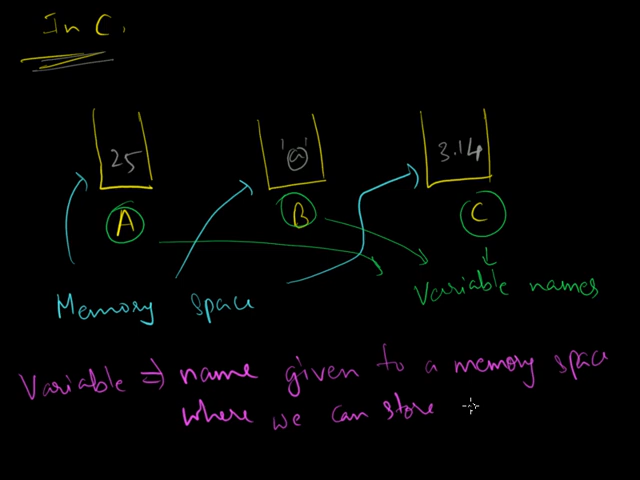 In C.
25
'a'
3.14
A
B
C
Variable names
Memory space
Variable ⇒ name given to a memory space
where we can store